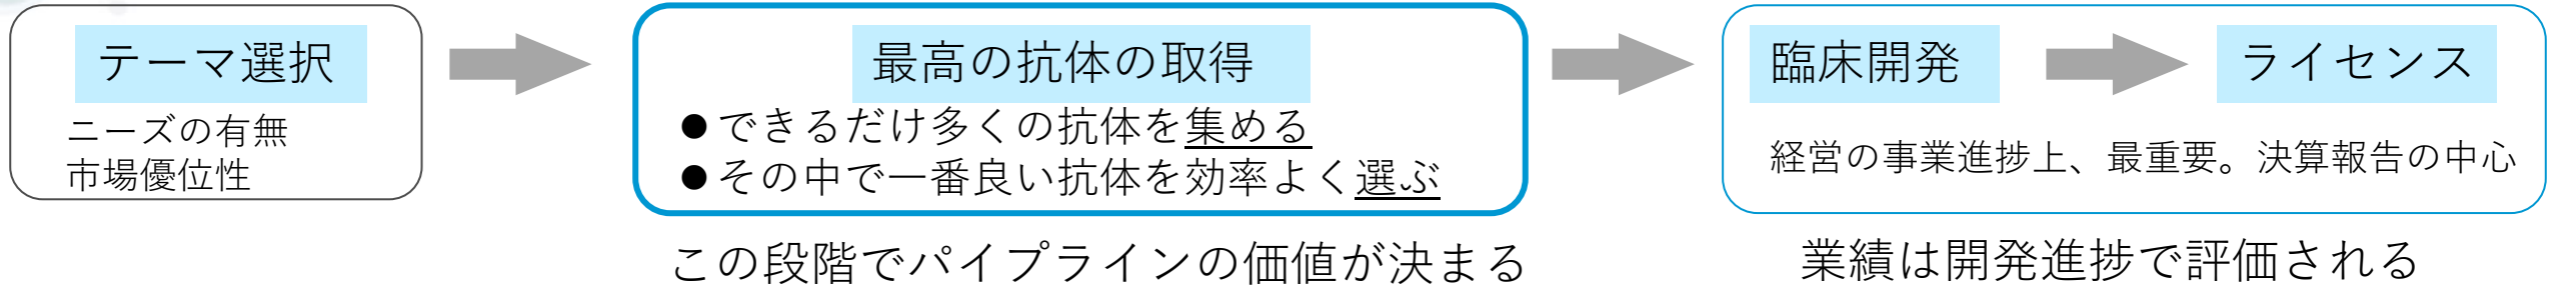 テーマ選択
ニーズの有無
市場優位性
最高の抗体の取得
●できるだけ多くの抗体を集める
●その中で一番良い抗体を効率よく選ぶ
この段階でパイプラインの価値が決まる
臨床開発
ライセンス
経営の事業進捗上、最重要。決算報告の中心
業績は開発進捗で評価される